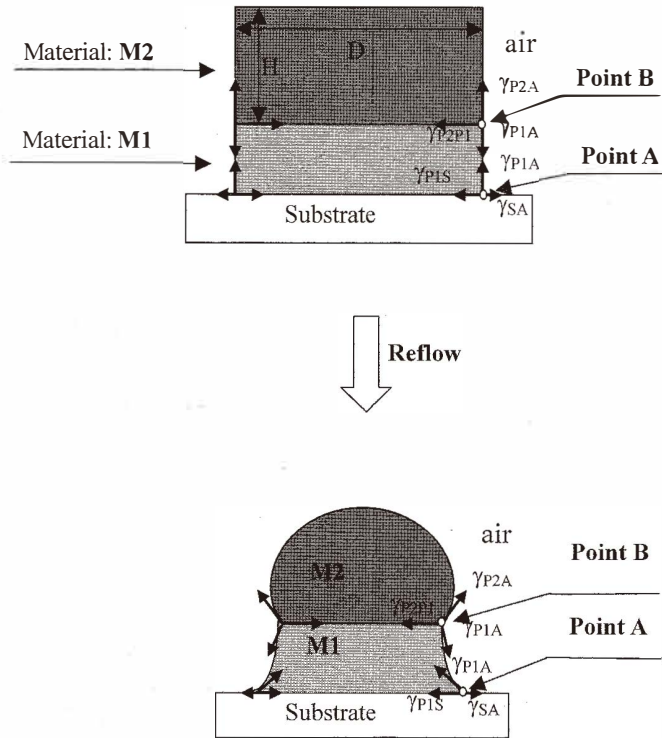 air
Material: M2
D
H
Point B
γP2A
γP2P1
γP1A
Material: M1
γP1A
Point A
γP1S
Substrate
γSA
Reflow
air
Point B
M2
γP2A
γP2P1
γP1A
Point A
M1
γP1A
γP1S
γSA
Substrate